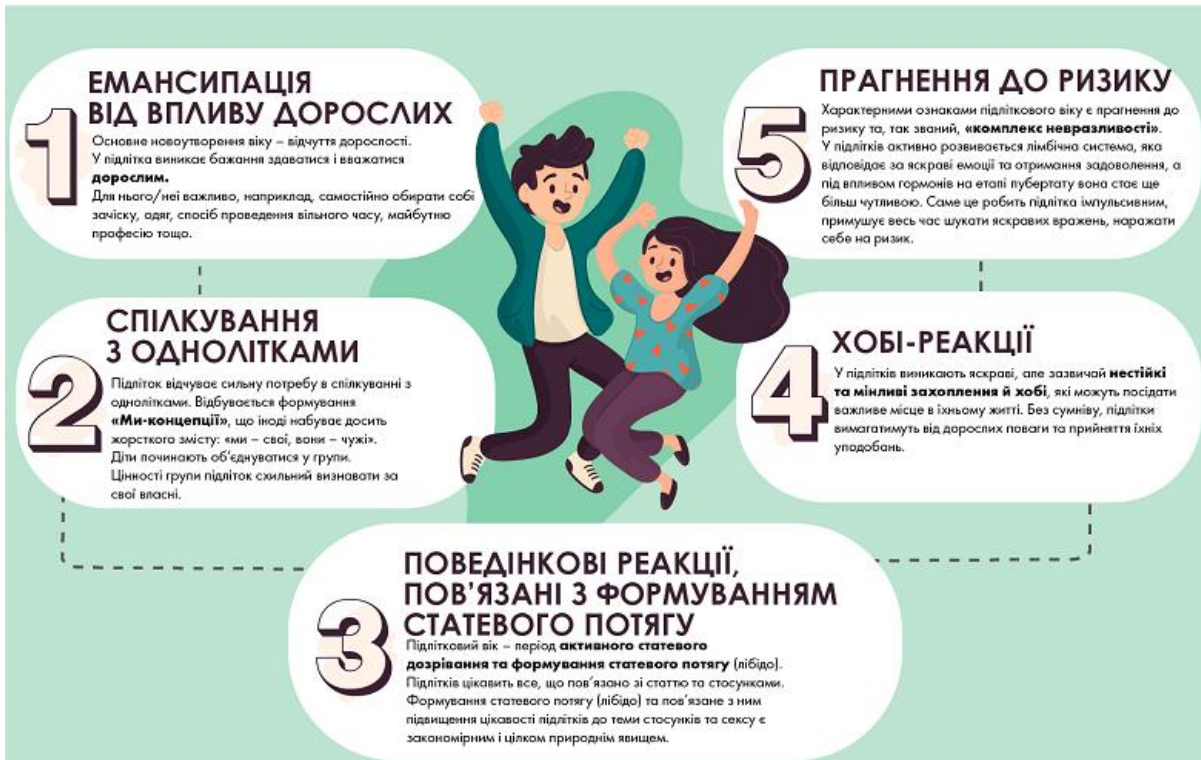 1
ЕМАНСИПАЦІЯ
ВІД ВПЛИВУ ДОРОСЛИХ
Основне новоутворення віку – відчуття дорослості.
У підлітка виникає бажання здаватися і вважатися
дорослим.
Для нього/неї важливо, наприклад, самостійно обирати собі
зачіску, одяг, спосіб проведення вільного часу, майбутню
професію тощо.
2
СПІЛКУВАННЯ
З ОДНОЛІТКАМИ
Підліток відчуває сильну потребу в спілкуванні з
однолітками. Відбувається формування
«Ми-концепції», що іноді набуває досить
жорсткого змісту: «ми – свої, вони – чужі».
Діти починають об’єднуватися у групи.
Цінності групи підліток схильний визнавати за
свої власні.
3
ПОВЕДІНКОВІ РЕАКЦІЇ,
ПОВ’ЯЗАНІ З ФОРМУВАННЯМ
СТАТЕВОГО ПОТЯГУ
Підлітковий вік – період активного статевого
дозрівання та формування статевого потягу (лібідо).
Підлітків цікавить все, що пов’язано зі статтю та стосунками.
Формування статевого потягу (лібідо) та пов’язане з ним
підвищення цікавості підлітків до теми стосунків та сексу є
закономірним і цілком природнім явищем.
4
ХОБІ-РЕАКЦІЇ
У підлітків виникають яскраві, але зазвичай нестійкі
та мінливі захоплення й хобі, які можуть посідати
важливе місце в їхньому житті. Без сумніву, підлітки
вимагатимуть від дорослих поваги та прийняття їхніх
уподобань.
5
ПРАГНЕННЯ ДО РИЗИКУ
Характерними ознаками підліткового віку є прагнення до
ризику та, так званий, «комплекс невразливості».
У підлітків активно розвивається лімбічна система, яка
відповідає за яскраві емоції та отримання задоволення, а
під впливом гормонів на етапі пубертату вона стає ще
більш чутливою. Саме це робить підлітка імпульсивним,
примушує весь час шукати яскравих вражень, наражати
себе на ризик.